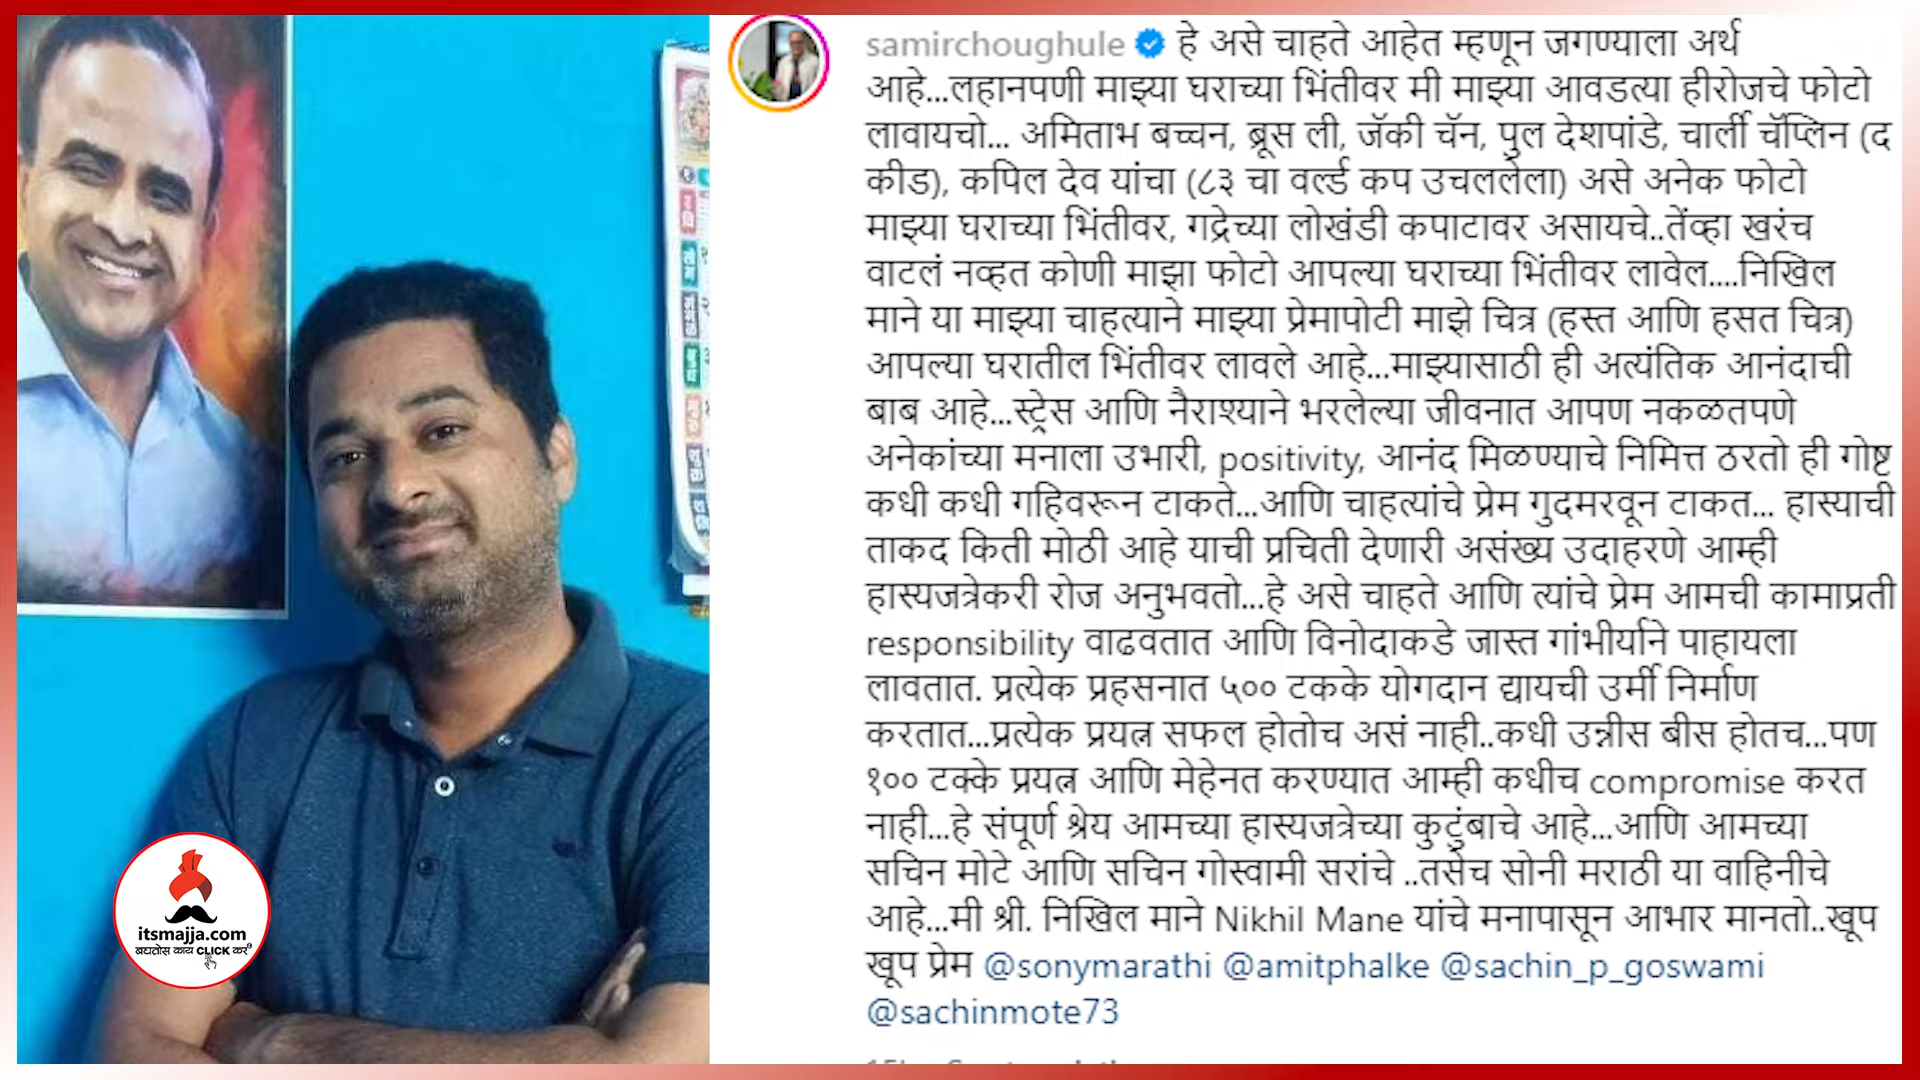 samirchoughule हे असे चाहते आहेत म्हणून जगण्याला अर्थ
आहे...लहानपणी माझ्या घराच्या भिंतीवर मी माझ्या आवडत्या हीरोजचे फोटो
लावायचो... अमिताभ बच्चन, ब्रूस ली, जॅकी चॅन, पुल देशपांडे, चार्ली चॅप्लिन (द
कीड), कपिल देव यांचा (८३ चा वर्ल्ड कप उचललेला) असे अनेक फोटो
माझ्या घराच्या भिंतीवर, गद्रेच्या लोखंडी कपाटावर असायचे..तेंव्हा खरंच
वाटलं नव्हत कोणी माझा फोटो आपल्या घराच्या भिंतीवर लावेल....निखिल
माने या माझ्या चाहत्याने माझ्या प्रेमापोटी माझे चित्र (हस्त आणि हसत चित्र)
आपल्या घरातील भिंतीवर लावले आहे...माझ्यासाठी ही अत्यंतिक आनंदाची
बाब आहे...स्ट्रेस आणि नैराश्याने भरलेल्या जीवनात आपण नकळतपणे
अनेकांच्या मनाला उभारी, positivity, आनंद मिळण्याचे निमित्त ठरतो ही गोष्ट
कधी कधी गहिवरून टाकते...आणि चाहत्यांचे प्रेम गुदमरवून टाकत... हास्याची
ताकद किती मोठी आहे याची प्रचिती देणारी असंख्य उदाहरणे आम्ही
हास्यजत्रेकरी रोज अनुभवतो...हे असे चाहते आणि त्यांचे प्रेम आमची कामाप्रती
responsibility वाढवतात आणि विनोदाकडे जास्त गांभीर्याने पाहायला
लावतात. प्रत्येक प्रहसनात ५०० टकके योगदान द्यायची उर्मी निर्माण
करतात...प्रत्येक प्रयत्न सफल होतोच असं नाही..कधी उन्नीस बीस होतच...पण
१०० टक्के प्रयत्न आणि मेहेनत करण्यात आम्ही कधीच compromise करत
नाही...हे संपूर्ण श्रेय आमच्या हास्यजत्रेच्या कुटुंबाचे आहे...आणि आमच्या
सचिन मोटे आणि सचिन गोस्वामी सरांचे ..तसेच सोनी मराठी या वाहिनीचे
आहे...मी श्री. निखिल माने Nikhil Mane यांचे मनापासून आभार मानतो..खूप
खूप प्रेम @sonymarathi @amitphalke @sachin_p_goswami
@sachinmote73
itsmajja.com
बघतोस काय CLICK कर